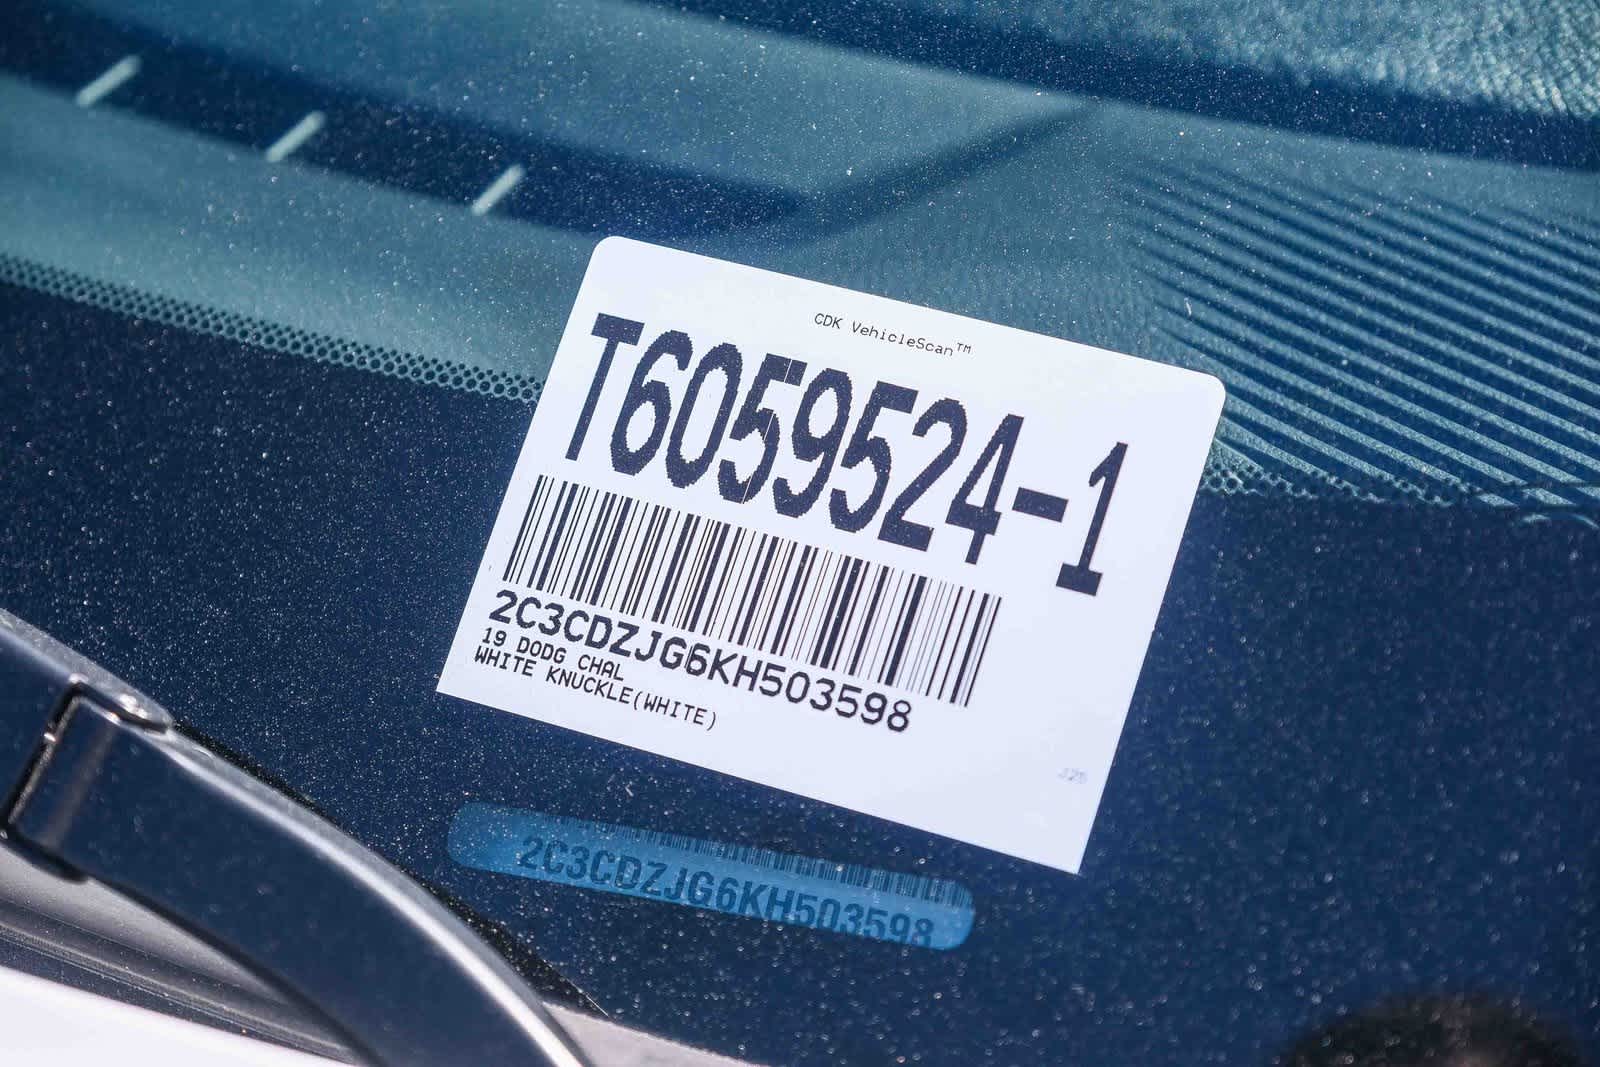 CDK VehicleScan™
T6059524-1
2C3CDZJG6KH503598
19 DODG CHAL
WHITE KNUCKLE(WHITE)
2C3CDZJG6KH503598